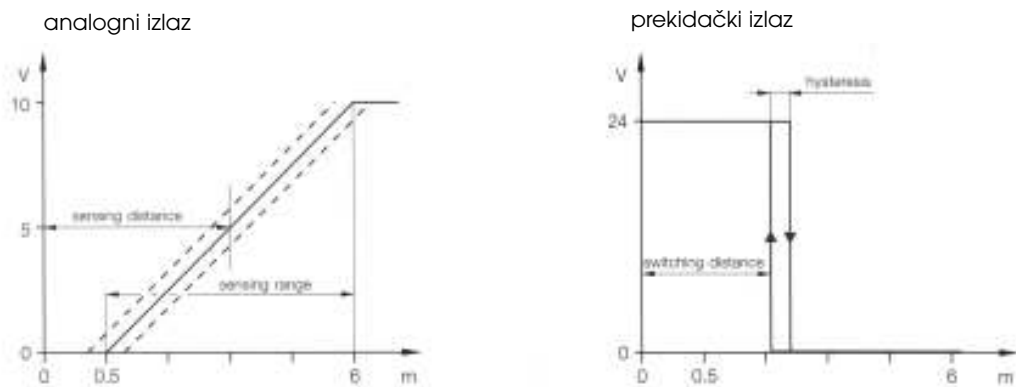 analogni izlaz
V
10
5
0
sensing distance
sensing range
0 0.5 6 m
prekidački izlaz
V
24
0
hysteresis
switching distance
0 0.5 6 m